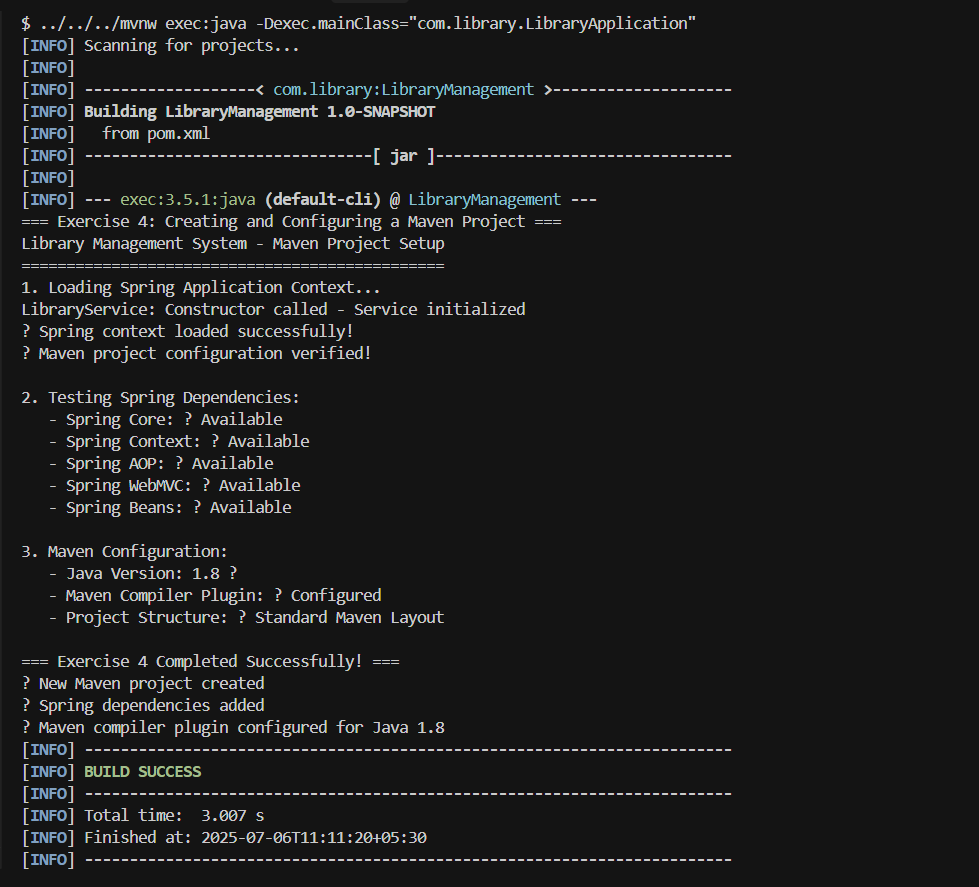 $ ../../../mvnw exec:java -Dexec.mainClass="com.library.LibraryApplication"
[INFO] Scanning for projects...
[INFO]
[INFO] -------------------< com.library:LibraryManagement >--------------------
[INFO] Building LibraryManagement 1.0-SNAPSHOT
[INFO]   from pom.xml
[INFO] --------------------------------[ jar ]---------------------------------
[INFO]
[INFO] --- exec:3.5.1:java (default-cli) @ LibraryManagement ---
=== Exercise 4: Creating and Configuring a Maven Project ===
Library Management System - Maven Project Setup
===============================================
1. Loading Spring Application Context...
LibraryService: Constructor called - Service initialized
? Spring context loaded successfully!
? Maven project configuration verified!

2. Testing Spring Dependencies:
   - Spring Core: ? Available
   - Spring Context: ? Available
   - Spring AOP: ? Available
   - Spring WebMVC: ? Available
   - Spring Beans: ? Available

3. Maven Configuration:
   - Java Version: 1.8 ?
   - Maven Compiler Plugin: ? Configured
   - Project Structure: ? Standard Maven Layout

=== Exercise 4 Completed Successfully! ===
? New Maven project created
? Spring dependencies added
? Maven compiler plugin configured for Java 1.8
[INFO] ------------------------------------------------------------------------
[INFO] BUILD SUCCESS
[INFO] ------------------------------------------------------------------------
[INFO] Total time:  3.007 s
[INFO] Finished at: 2025-07-06T11:11:20+05:30
[INFO] ------------------------------------------------------------------------